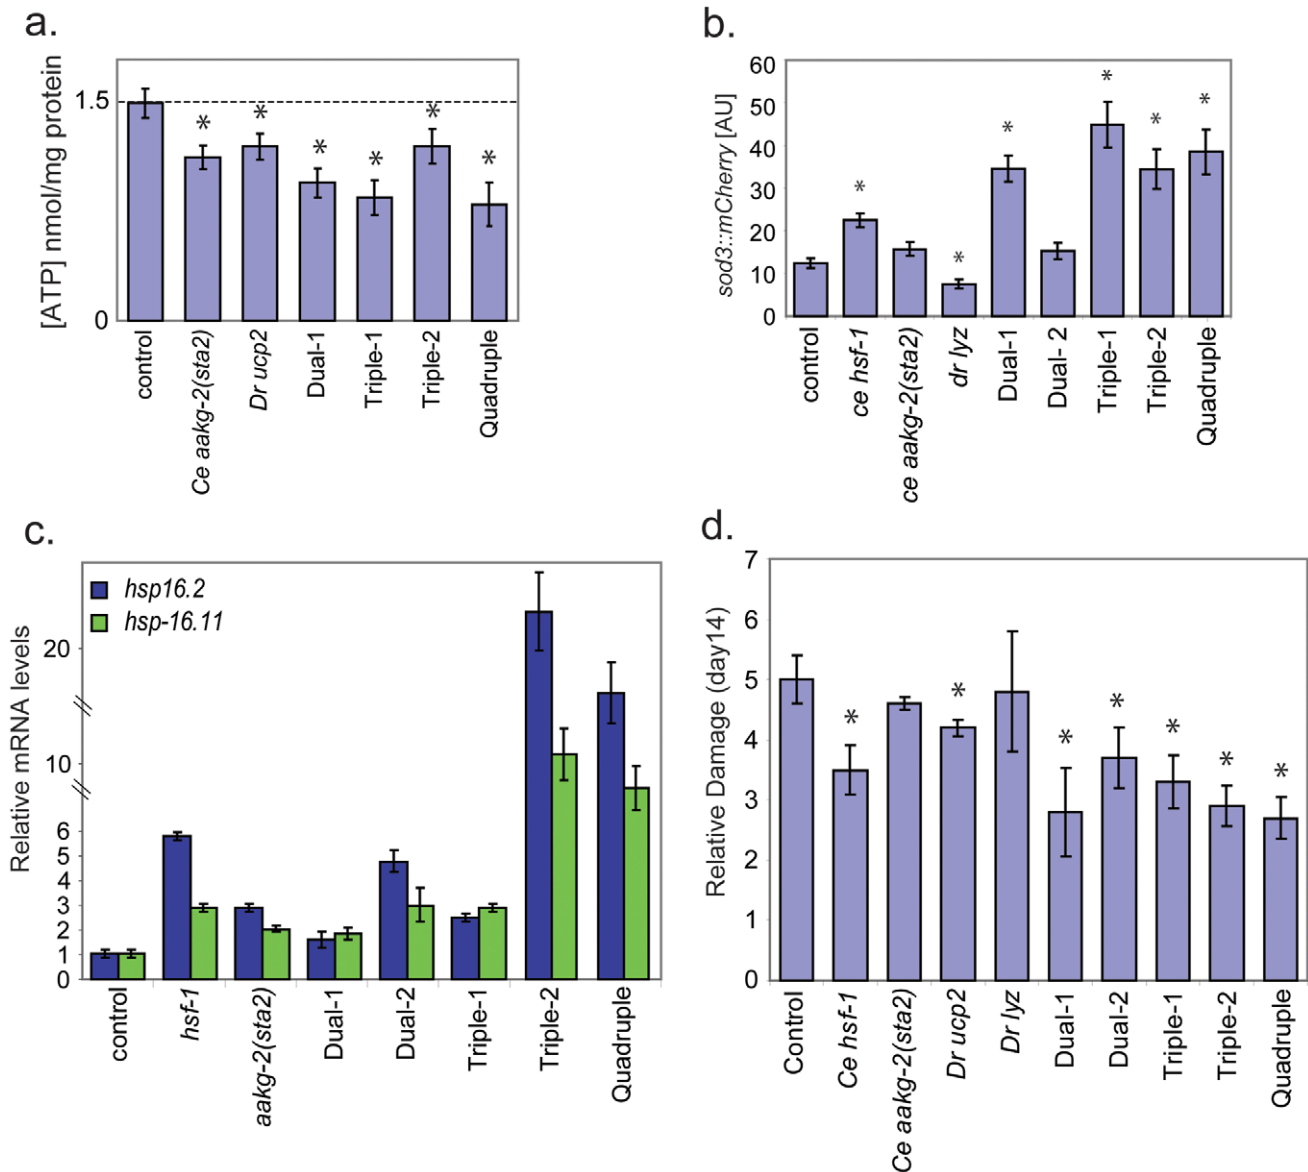 a.
[ATP] nmol/mg protein
1.5
0
* * * * * *
control
Ce aakg-2(sta2)
Dr ucp2
Dual-1
Triple-1
Triple-2
Quadruple
b.
sod3::mCherry [AU]
60
50
40
30
20
10
0
* * * * * *
control
ce hsf-1
ce aakg-2(sta2)
dr lyz
Dual-1
Dual- 2
Triple-1
Triple-2
Quadruple
c.
hsp16.2
hsp-16.11
Relative mRNA levels
20
10
6
5
4
3
2
1
0
control
hsf-1
aakg-2(sta2)
Dual-1
Dual-2
Triple-1
Triple-2
Quadruple
d.
Relative Damage (day14)
7
6
5
4
3
2
1
0
* * * * * * *
Control
Ce hsf-1
Ce aakg-2(sta2)
Dr ucp2
Dr lyz
Dual-1
Dual-2
Triple-1
Triple-2
Quadruple